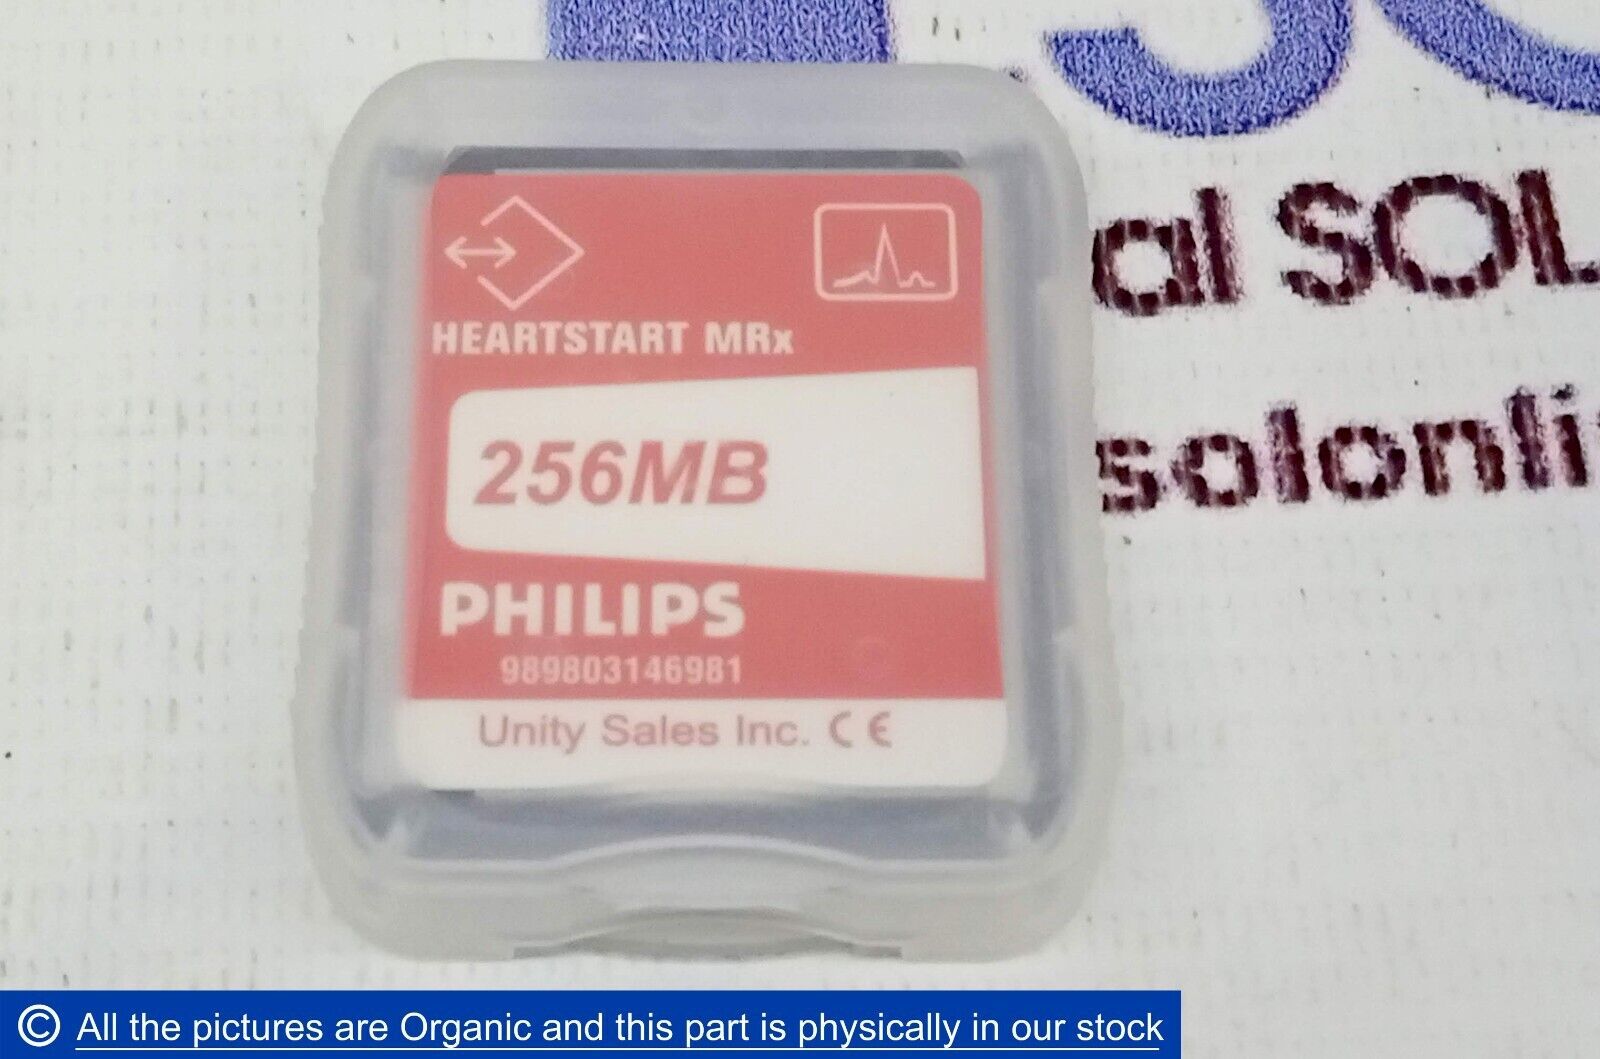 HEARTSTART MRx
256MB
PHILIPS
989803146981
Unity Sales Inc. CE
al SOL
solonli
© All the pictures are Organic and this part is physically in our stock